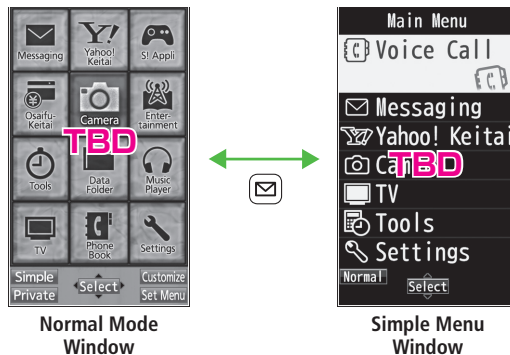 Messaging
Yahoo!
Keitai
S! Appli
Osaifu-
Keitai
Camera
Enter-
tainment
TBD
Tools
Data
Folder
Music
Player
TV
Phone
Book
Settings
Simple
Select
Customize
Private
Set Menu
Normal Mode
Window
Main Menu
Voice Call
Messaging
Yahoo! Keitai
TBD
TV
Tools
Settings
Normal
Select
Simple Menu
Window